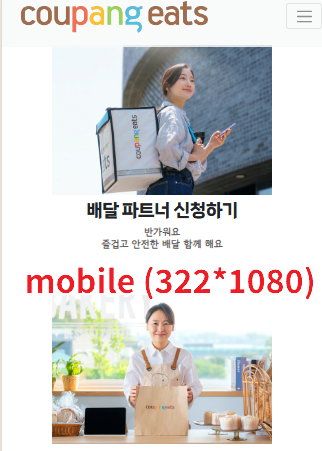 coupang eats
coupang eats
배달 파트너 신청하기
반가워요
즐겁고 안전한 배달 함께 해요
mobile (322*1080)
BAKERY
coupang eats